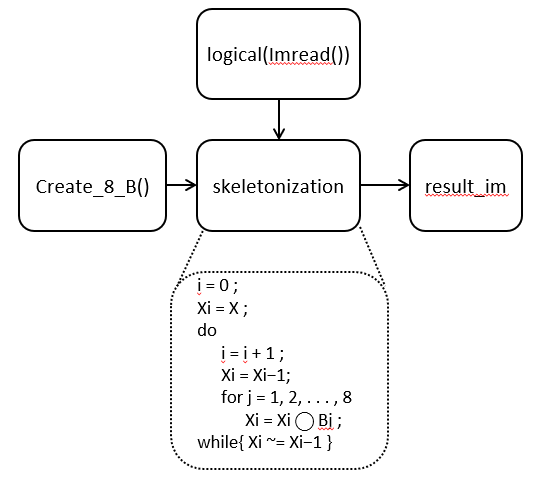 logical(Imread())
Create_8_B()
skeletonization
result_im
i = 0 ;
Xi = X ;
do
i = i + 1 ;
Xi = Xi−1;
for j = 1, 2, . . . , 8
Xi = Xi ◯ Bj ;
while{ Xi ~= Xi−1 }